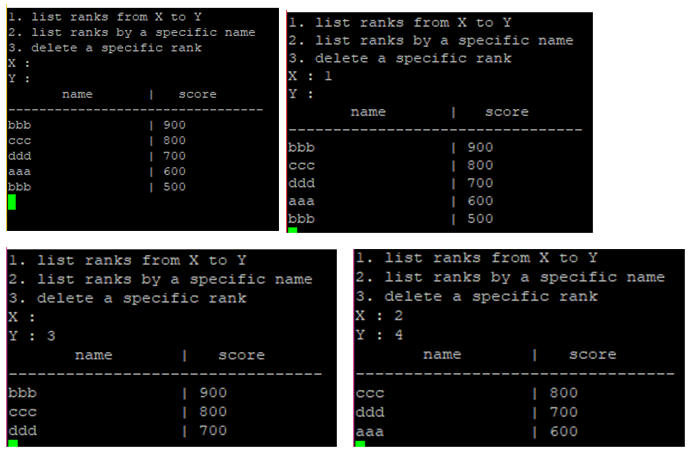 1. list ranks from X to Y
2. list ranks by a specific name
3. delete a specific rank
X :
Y :
name | score
----------------------------------
bbb | 900
ccc | 800
ddd | 700
aaa | 600
bbb | 500
1. list ranks from X to Y
2. list ranks by a specific name
3. delete a specific rank
X : 1
Y :
name | score
----------------------------------
bbb | 900
ccc | 800
ddd | 700
aaa | 600
bbb | 500
1. list ranks from X to Y
2. list ranks by a specific name
3. delete a specific rank
X :
Y : 3
name | score
----------------------------------
bbb | 900
ccc | 800
ddd | 700
1. list ranks from X to Y
2. list ranks by a specific name
3. delete a specific rank
X : 2
Y : 4
name | score
----------------------------------
ccc | 800
ddd | 700
aaa | 600